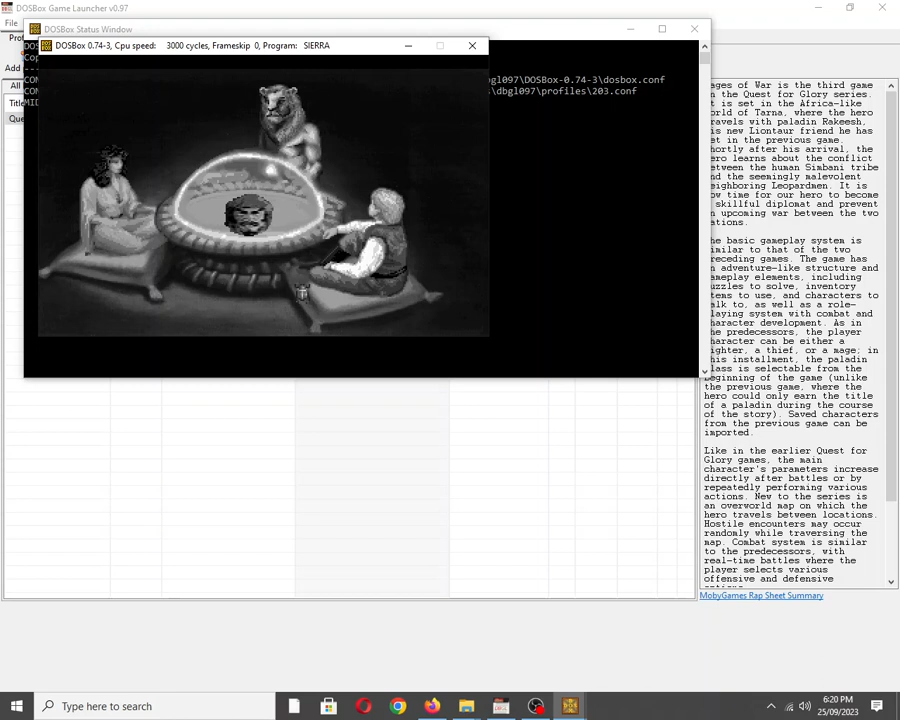 DOSBox Game Launcher v0.97
File
DOSBox Status Window
DOSBox 0.74-3, Cpu speed: 3000 cycles, Frameskip 0, Program: SIERRA
bgl097\DOSBox-0.74-3\dosbox.conf
\dbgl097\profiles\203.conf
Add
All
Title
Que
ages of War is the third game
n the Quest for Glory series.
t is set in the Africa-like
orld of Tarna, where the hero
ravels with paladin Rakeesh,
is new Liontaur friend he has
et in the previous game.
hortly after his arrival, the
ero learns about the conflict
etween the human Simbani tribe
nd the seemingly malevolent
eighboring Leopardmen. It is
ow time for our hero to become
skillful diplomat and prevent
n upcoming war between the two
ations.
he basic gameplay system is
imilar to that of the two
receding games. The game has
n adventure-like structure and
ameplay elements, including
uzzles to solve, inventory
tems to use, and characters to
alk to, as well as a role-
laying system with combat and
haracter development. As in
he predecessors, the player
haracter can be either a
ighter, a thief, or a mage; in
his installment, the paladin
lass is selectable from the
beginning of the game (unlike
the previous game, where the
hero could only earn the title
of a paladin during the course
of the story). Saved characters
from the previous game can be
imported.
Like in the earlier Quest for
Glory games, the main
character's parameters increase
directly after battles or by
repeatedly performing various
actions. New to the series is
an overworld map on which the
hero travels between locations.
Hostile encounters may occur
randomly while traversing the
map. Combat system is similar
to the predecessors, with
real-time battles where the
player selects various
offensive and defensive
MobyGames Rap Sheet Summary
Type here to search
6:20 PM
25/09/2023